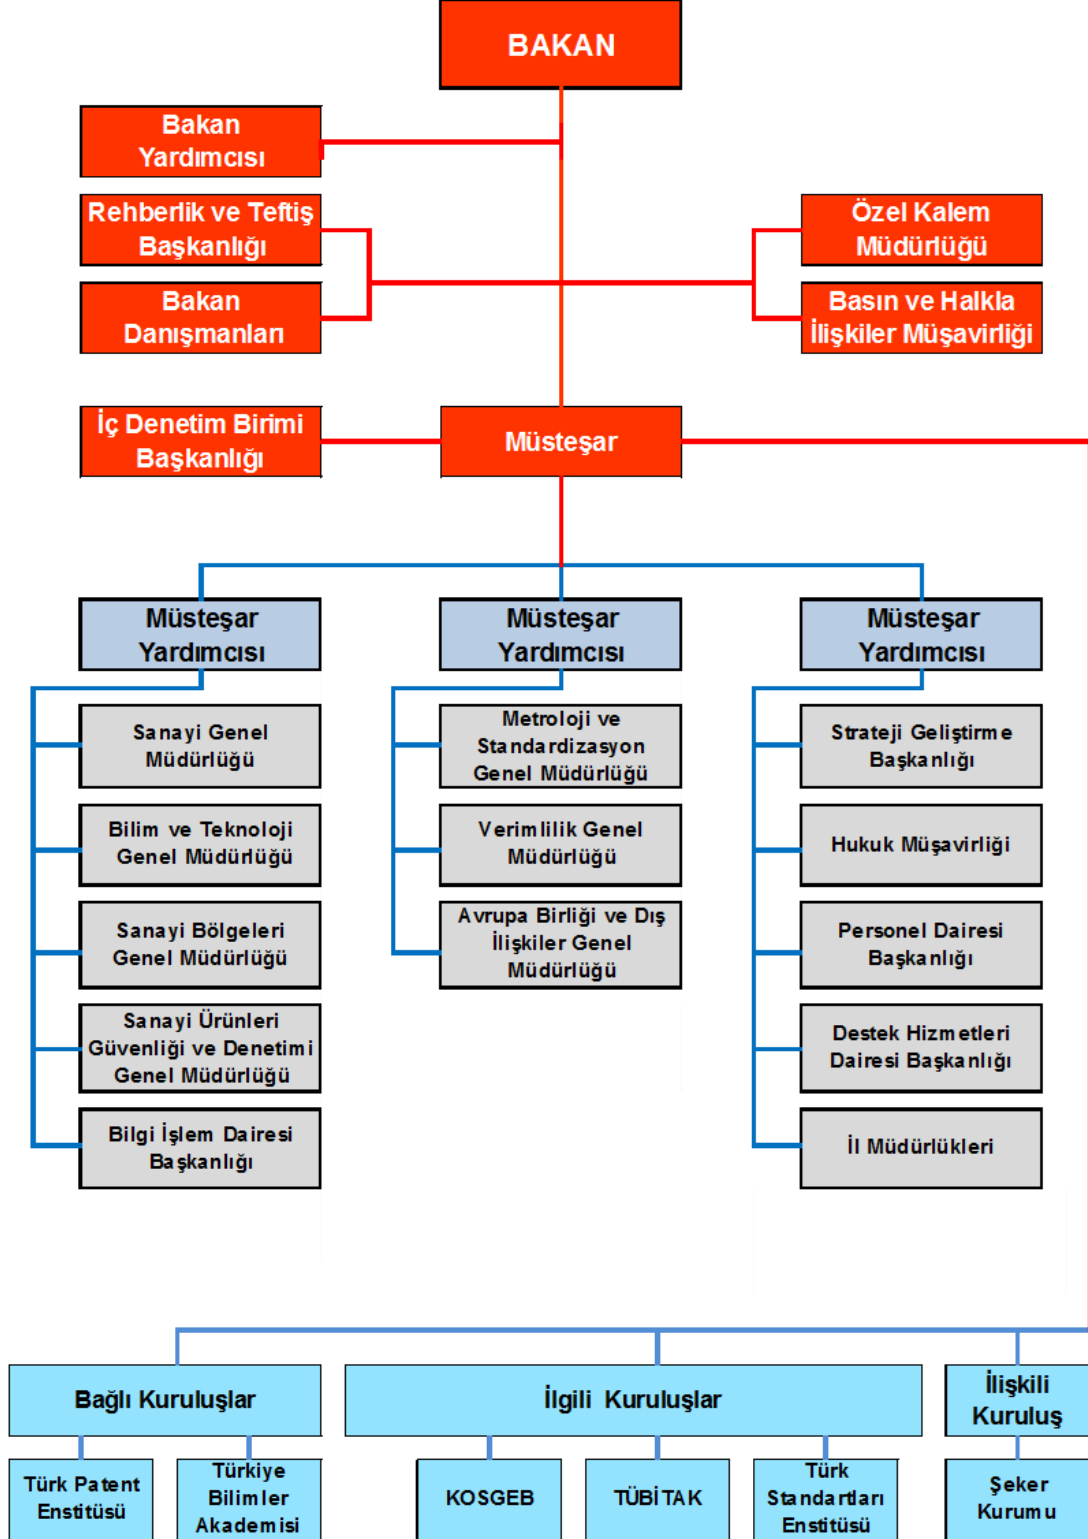 BAKAN
Bakan
Yardımcısı
Rehberlik ve Teftiş
Başkanlığı
Özel Kalem
Müdürlüğü
Bakan
Danışmanları
Basın ve Halkla
İlişkiler Müşavirliği
İç Denetim Birimi
Başkanlığı
Müsteşar
Müsteşar
Yardımcısı
Müsteşar
Yardımcısı
Müsteşar
Yardımcısı
Sanayi Genel
Müdürlüğü
Metroloji ve
Standardizasyon
Genel Müdürlüğü
Strateji Geliştirme
Başkanlığı
Bilim ve Teknoloji
Genel Müdürlüğü
Verimlilik Genel
Müdürlüğü
Hukuk Müşavirliği
Sanayi Bölgeleri
Genel Müdürlüğü
Avrupa Birliği ve Dış
İlişkiler Genel
Müdürlüğü
Personel Dairesi
Başkanlığı
Sanayi Ürünleri
Güvenliği ve Denetimi
Genel Müdürlüğü
Destek Hizmetleri
Dairesi Başkanlığı
Bilgi İşlem Dairesi
Başkanlığı
İl Müdürlükleri
Bağlı Kuruluşlar
İlgili Kuruluşlar
İlişkili
Kuruluş
Türk Patent
Enstitüsü
Türkiye
Bilimler
Akademisi
KOSGEB
TÜBİTAK
Türk
Standartları
Enstitüsü
Şeker
Kurumu